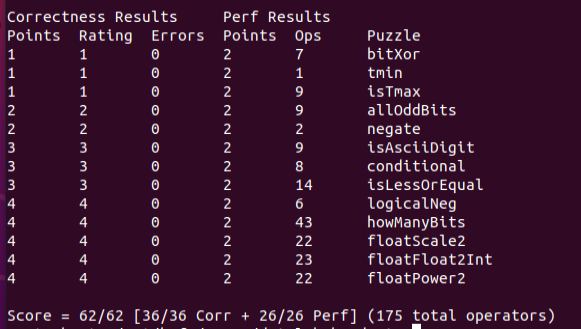 Correctness Results     Perf Results
Points  Rating  Errors  Points  Ops     Puzzle
1       1       0       2       7       bitXor
1       1       0       2       1       tmin
1       1       0       2       9       isTmax
2       2       0       2       9       allOddBits
2       2       0       2       2       negate
3       3       0       2       9       isAsciiDigit
3       3       0       2       8       conditional
3       3       0       2       14      isLessOrEqual
4       4       0       2       6       logicalNeg
4       4       0       2       43      howManyBits
4       4       0       2       22      floatScale2
4       4       0       2       23      floatFloat2Int
4       4       0       2       22      floatPower2
Score = 62/62 [36/36 Corr + 26/26 Perf] (175 total operators)